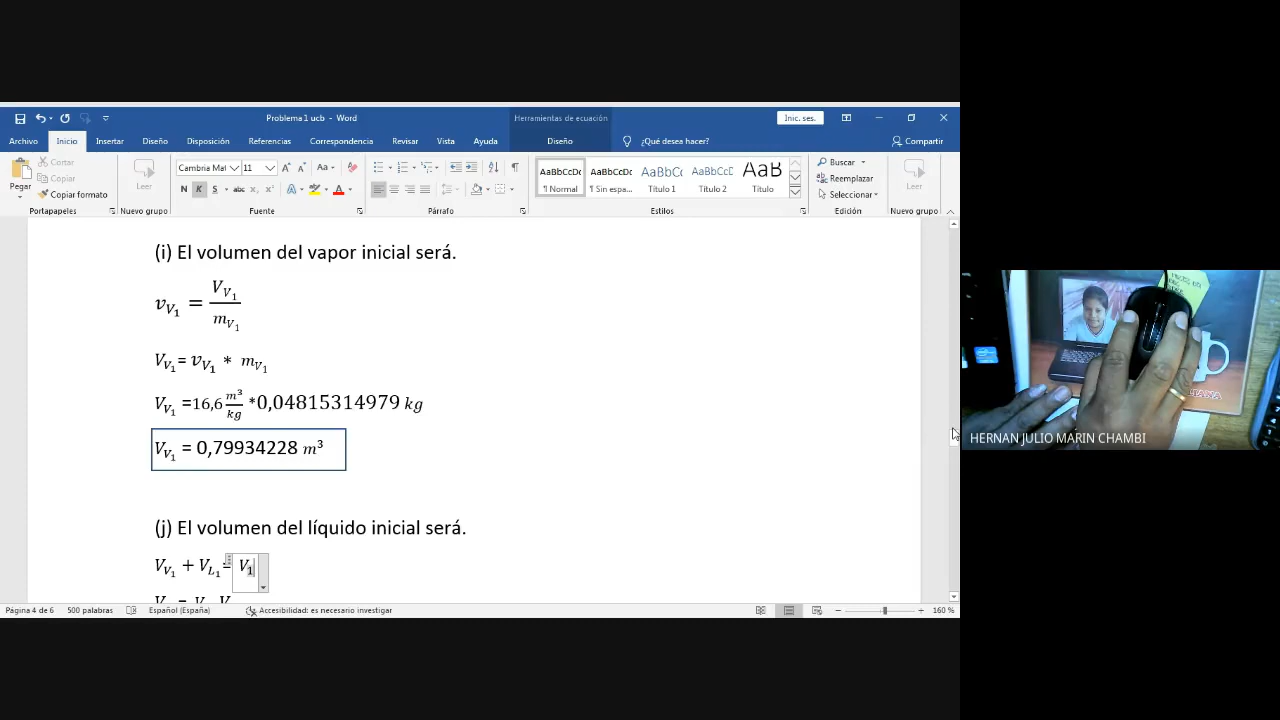 Problema1 ucb - Word
Herramientas de ecuación
Inic. ses.
Archivo Inicio Insertar Diseño Disposición Referencias Correspondencia Revisar Vista Ayuda Diseño ¿Qué desea hacer? Compartir
Pegar Cortar Copiar Copiar formato
Leer
Cambria Mat 11
N K S abc x₂ x²
AaBbCcDc ¶ Normal
AaBbCcDc ¶ Sin espa...
AaBbCc Título 1
AaBbCcD Título 2
AaB Título
Buscar
Reemplazar
Seleccionar
Leer
Portapapeles Nuevo grupo Fuente Párrafo Estilos Edición Nuevo grupo
(i) El volumen del vapor inicial será.
v_{V_1} = V_{V_1} / m_{V_1}
V_{V_1} = v_{V_1} * m_{V_1}
V_{V_1} =16,6 m³/kg *0,04815314979 kg
V_{V_1} = 0,79934228 m³
(j) El volumen del líquido inicial será.
V_{V_1} + V_{L_1} = V_1
Página 4 de 6 500 palabras Español (España) Accesibilidad: es necesario investigar 160 %
HERNAN JULIO MARIN CHAMBI